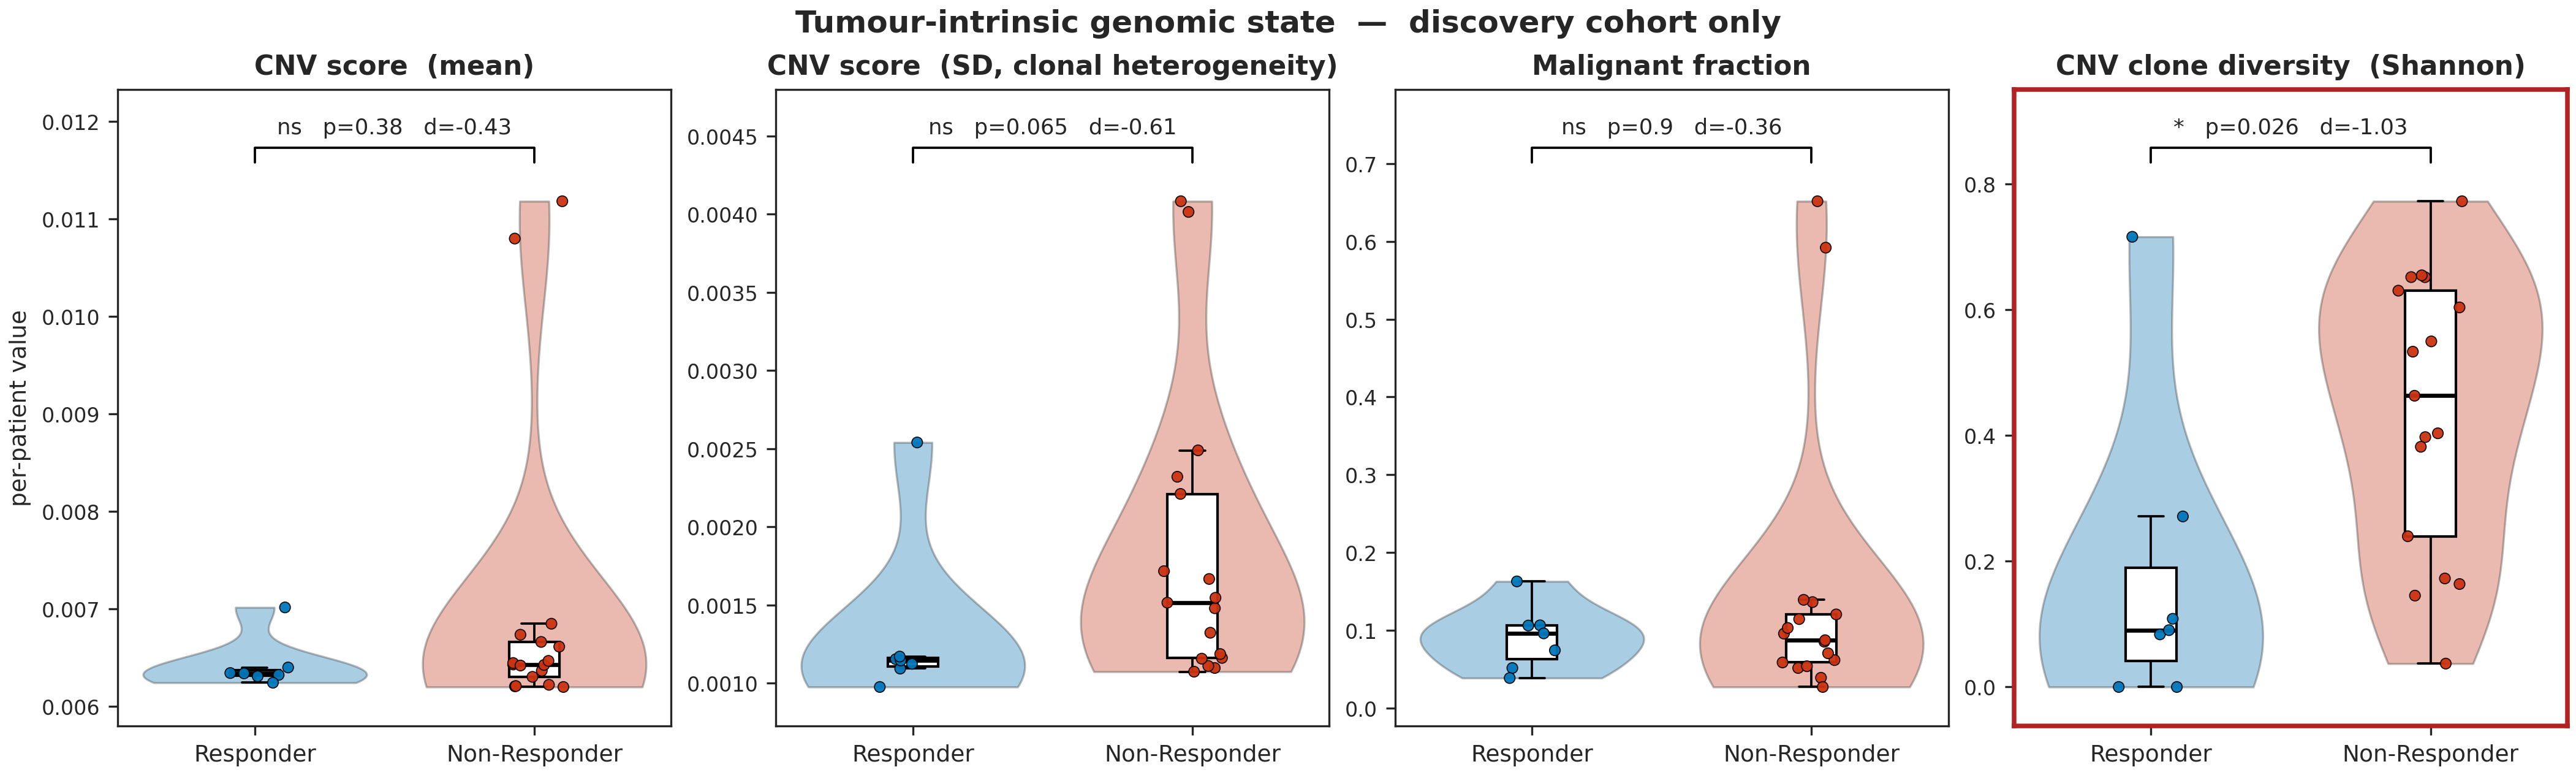 Tumour-intrinsic genomic state — discovery cohort only
CNV score (mean)
per-patient value
0.012
0.011
0.010
0.009
0.008
0.007
0.006
ns p=0.38 d=-0.43
Responder
Non-Responder
CNV score (SD, clonal heterogeneity)
0.0045
0.0040
0.0035
0.0030
0.0025
0.0020
0.0015
0.0010
ns p=0.065 d=-0.61
Responder
Non-Responder
Malignant fraction
0.7
0.6
0.5
0.4
0.3
0.2
0.1
0.0
ns p=0.9 d=-0.36
Responder
Non-Responder
CNV clone diversity (Shannon)
0.8
0.6
0.4
0.2
0.0
* p=0.026 d=-1.03
Responder
Non-Responder